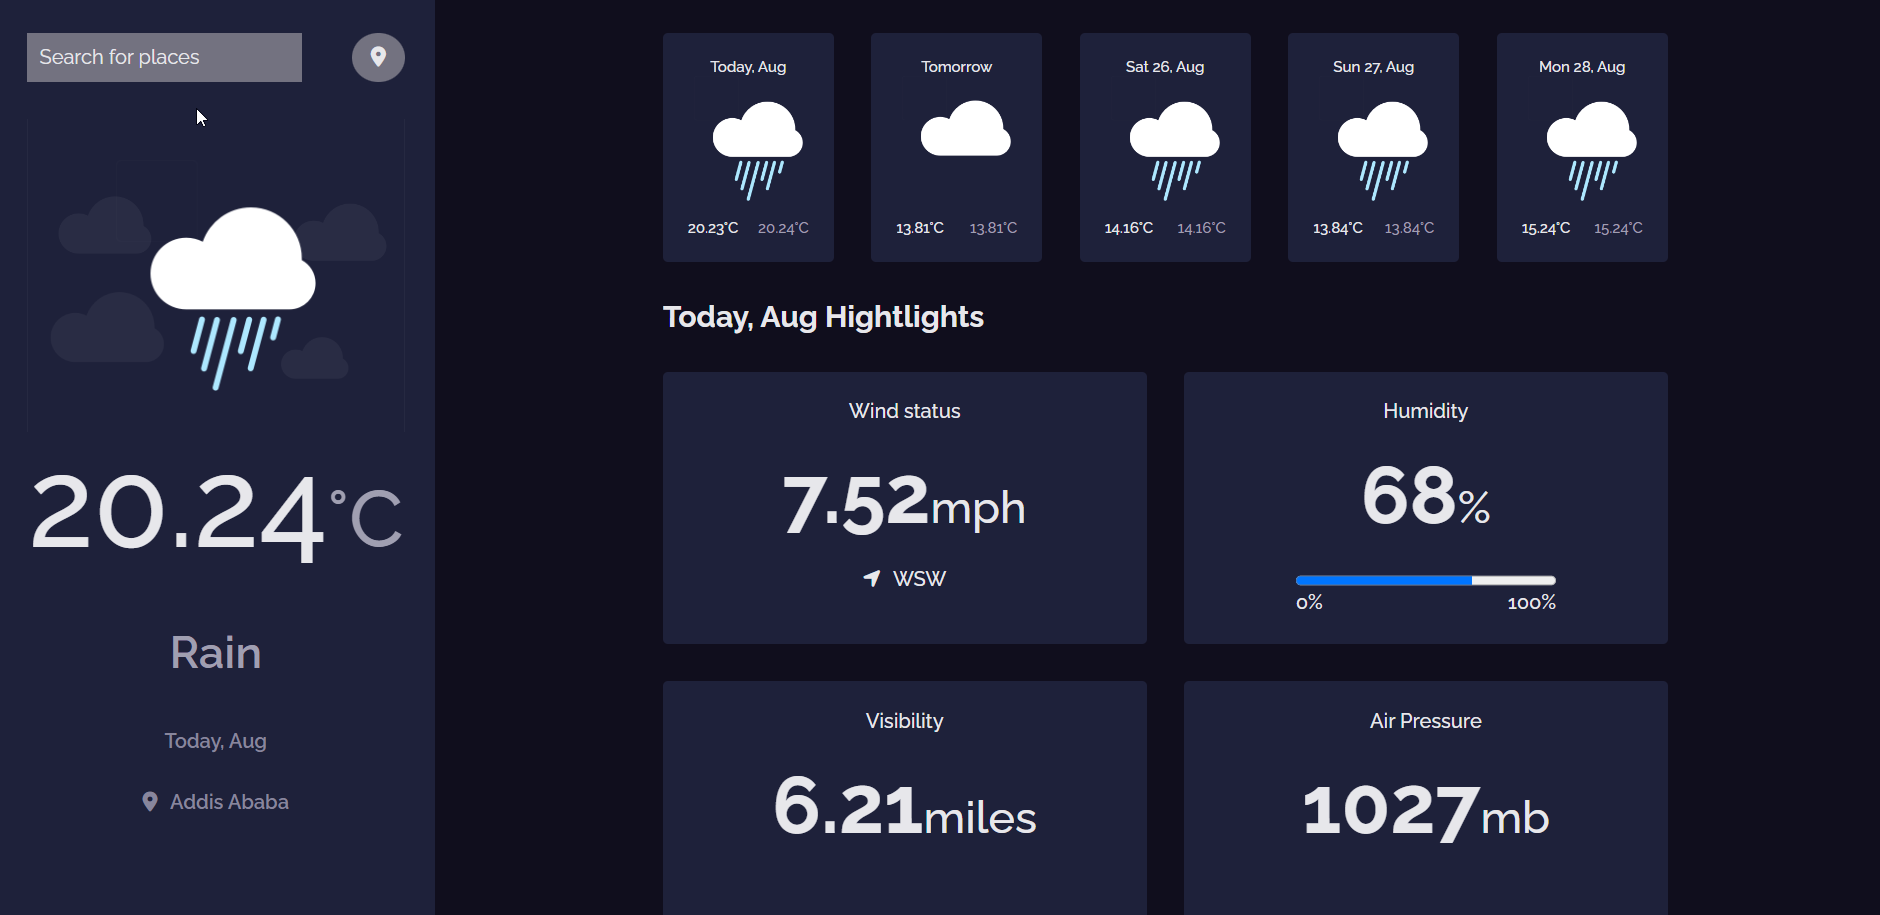 Search for places
20.24°C
Rain
Today, Aug
Addis Ababa
Today, Aug
20.23°C 20.24°C
Tomorrow
13.81°C 13.81°C
Sat 26, Aug
14.16°C 14.16°C
Sun 27, Aug
13.84°C 13.84°C
Mon 28, Aug
15.24°C 15.24°C
Today, Aug Hightlights
Wind status
7.52mph
WSW
Humidity
68%
0% 100%
Visibility
6.21miles
Air Pressure
1027mb